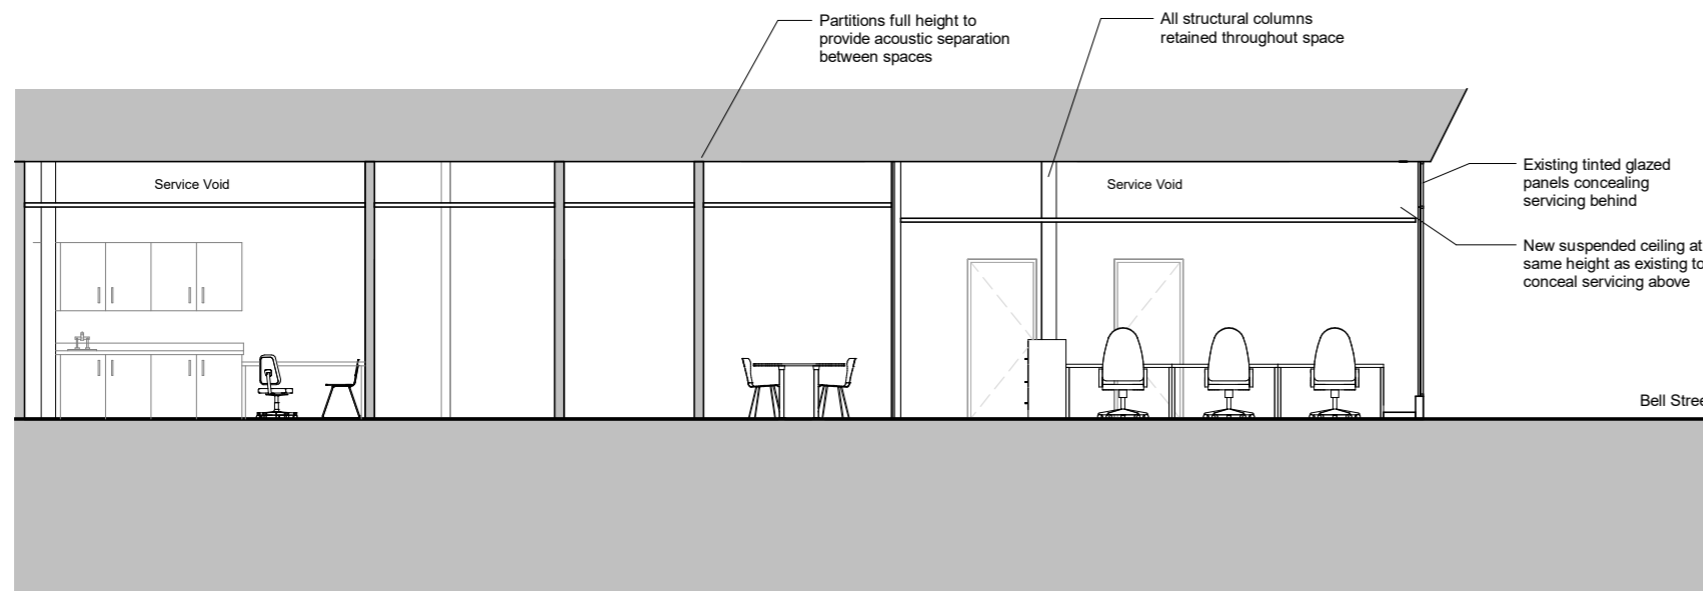 Partitions full height to
provide acoustic separation
between spaces
All structural columns
retained throughout space
Service Void
Service Void
Existing tinted glazed
panels concealing
servicing behind
New suspended ceiling at
same height as existing to
conceal servicing above
Bell Stree